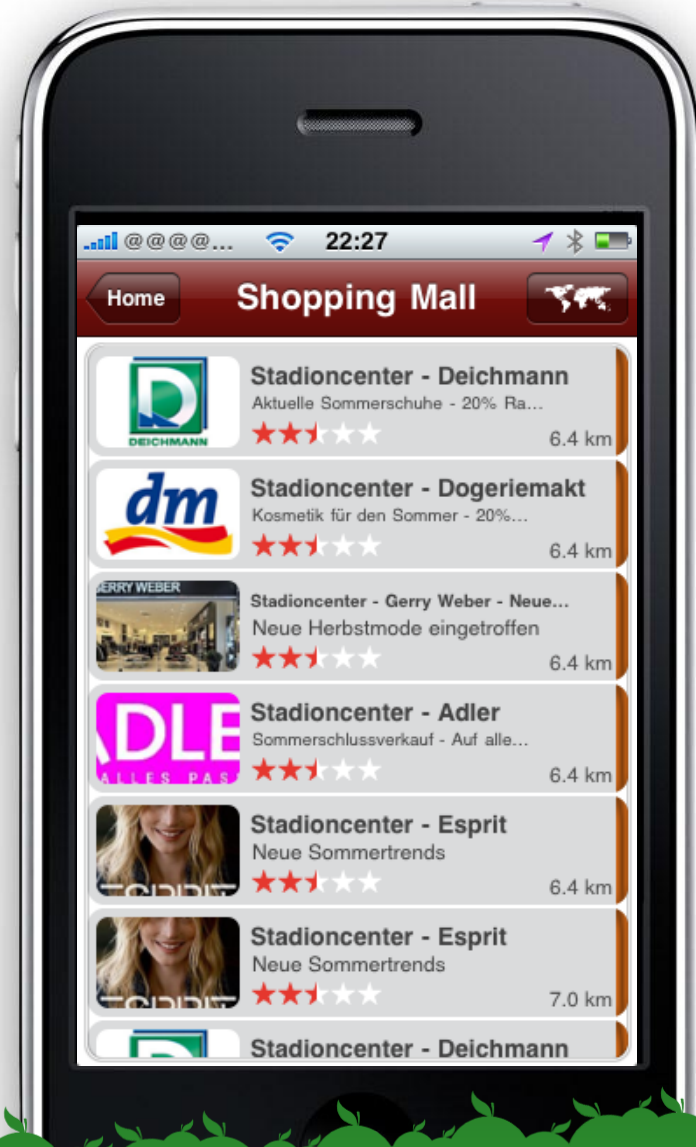 @@@@... 22:27
Home Shopping Mall
DEICHMANN
Stadioncenter - Deichmann
Aktuelle Sommerschuhe - 20% Ra...
6.4 km
dm
Stadioncenter - Dogeriemakt
Kosmetik für den Sommer - 20%...
6.4 km
GERRY WEBER
Stadioncenter - Gerry Weber - Neue...
Neue Herbstmode eingetroffen
6.4 km
ADLE
ALLES PAS
Stadioncenter - Adler
Sommerschlussverkauf - Auf alle...
6.4 km
Stadioncenter - Esprit
Neue Sommertrends
6.4 km
Stadioncenter - Esprit
Neue Sommertrends
7.0 km
Stadioncenter - Deichmann